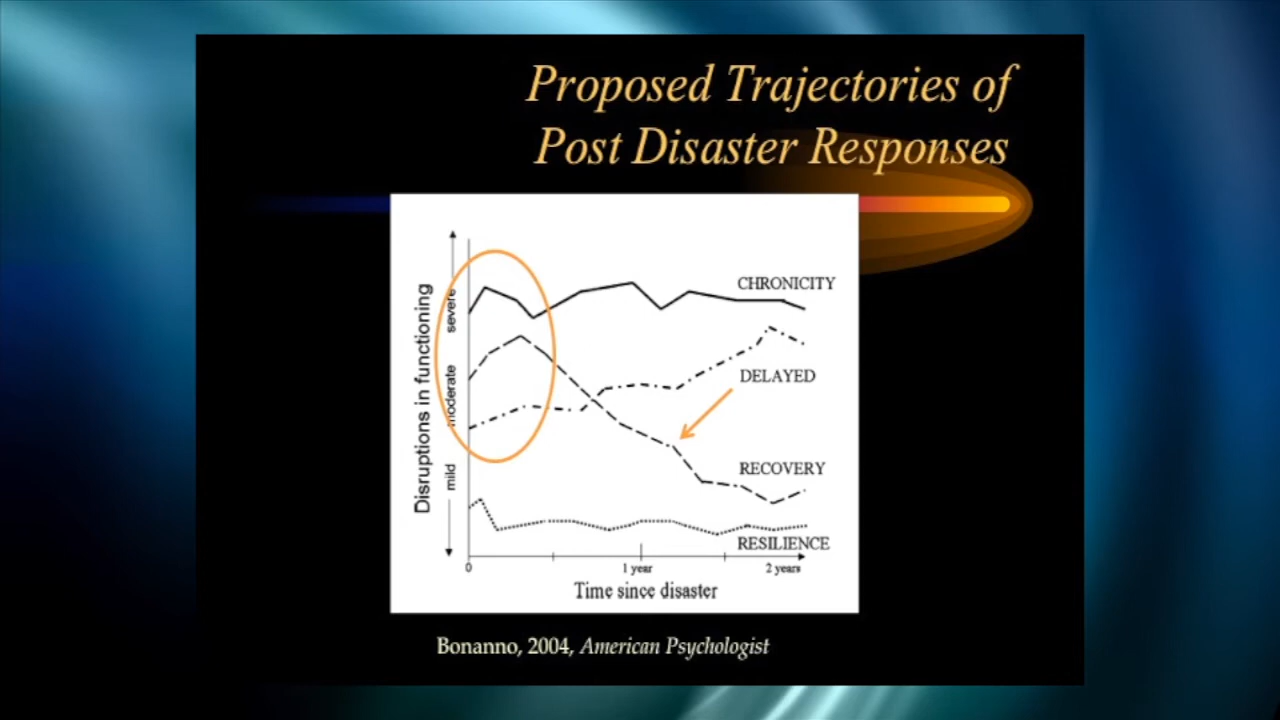 Proposed Trajectories of
Post Disaster Responses
Disruptions in functioning
severe
moderate
mild
CHRONICITY
DELAYED
RECOVERY
RESILIENCE
0
1 year
2 years
Time since disaster
Bonanno, 2004, American Psychologist